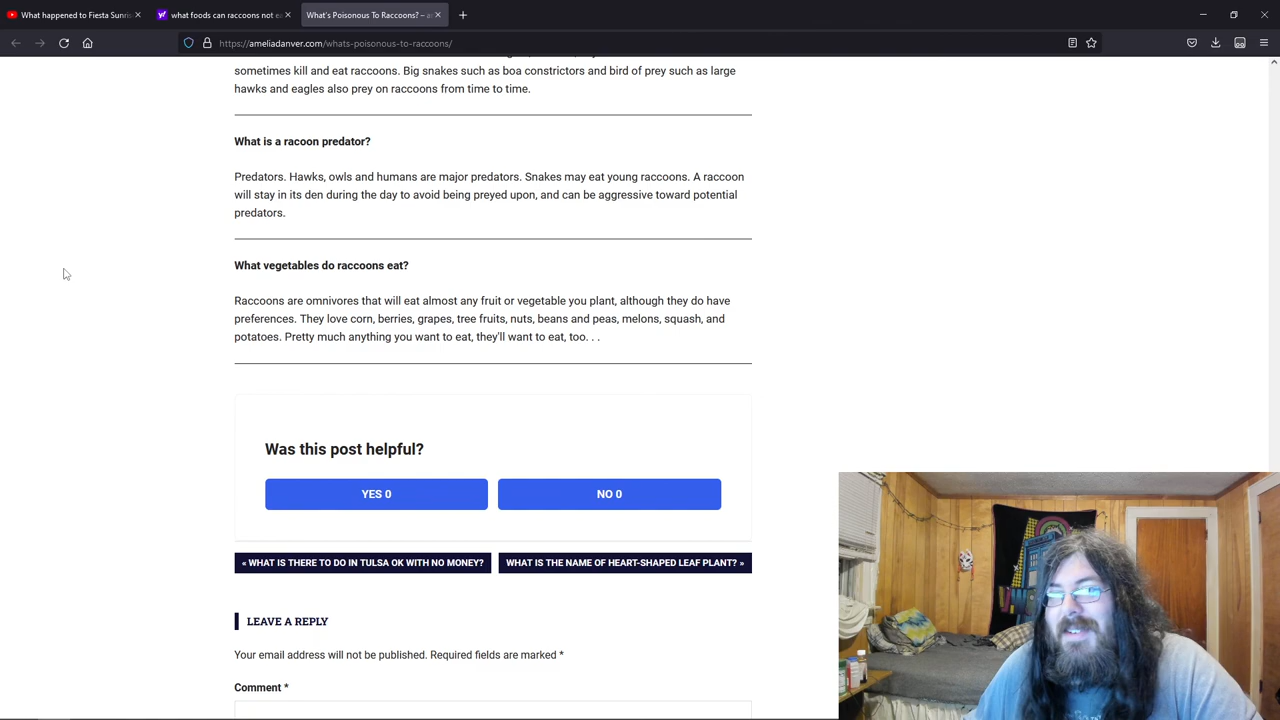 What happened to Fiesta Sunris
what foods can raccoons not ea
What's Poisonous To Raccoons? – a
https://ameliadanver.com/whats-poisonous-to-raccoons/
sometimes kill and eat raccoons. Big snakes such as boa constrictors and bird of prey such as large
hawks and eagles also prey on raccoons from time to time.
What is a racoon predator?
Predators. Hawks, owls and humans are major predators. Snakes may eat young raccoons. A raccoon
will stay in its den during the day to avoid being preyed upon, and can be aggressive toward potential
predators.
What vegetables do raccoons eat?
Raccoons are omnivores that will eat almost any fruit or vegetable you plant, although they do have
preferences. They love corn, berries, grapes, tree fruits, nuts, beans and peas, melons, squash, and
potatoes. Pretty much anything you want to eat, they'll want to eat, too. . .
Was this post helpful?
YES 0
NO 0
« WHAT IS THERE TO DO IN TULSA OK WITH NO MONEY?
WHAT IS THE NAME OF HEART-SHAPED LEAF PLANT? »
LEAVE A REPLY
Your email address will not be published. Required fields are marked *
Comment *